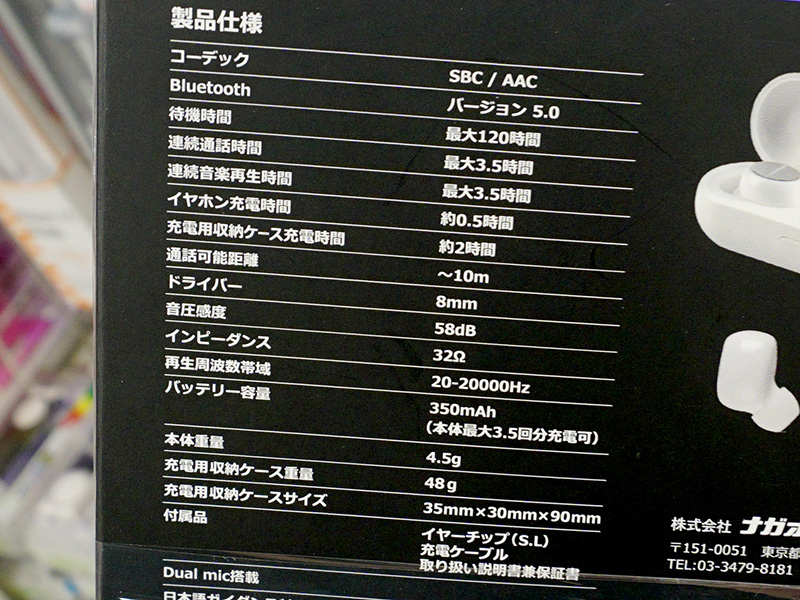 製品仕様
コーデック SBC / AAC
Bluetooth バージョン 5.0
待機時間 最大120時間
連続通話時間 最大3.5時間
連続音楽再生時間 最大3.5時間
イヤホン充電時間 約0.5時間
充電用収納ケース充電時間 約2時間
通話可能距離 ～10m
ドライバー 8mm
音圧感度 58dB
インピーダンス 32Ω
再生周波数帯域 20-20000Hz
バッテリー容量 350mAh
(本体最大3.5回分充電可)
本体重量 4.5g
充電用収納ケース重量 48g
充電用収納ケースサイズ 35mm×30mm×90mm
付属品 イヤーチップ(S.L)
充電ケーブル
取り扱い説明書兼保証書
Dual mic搭載
株式会社 ナガオ
〒151-0051 東京都
TEL:03-3479-8181